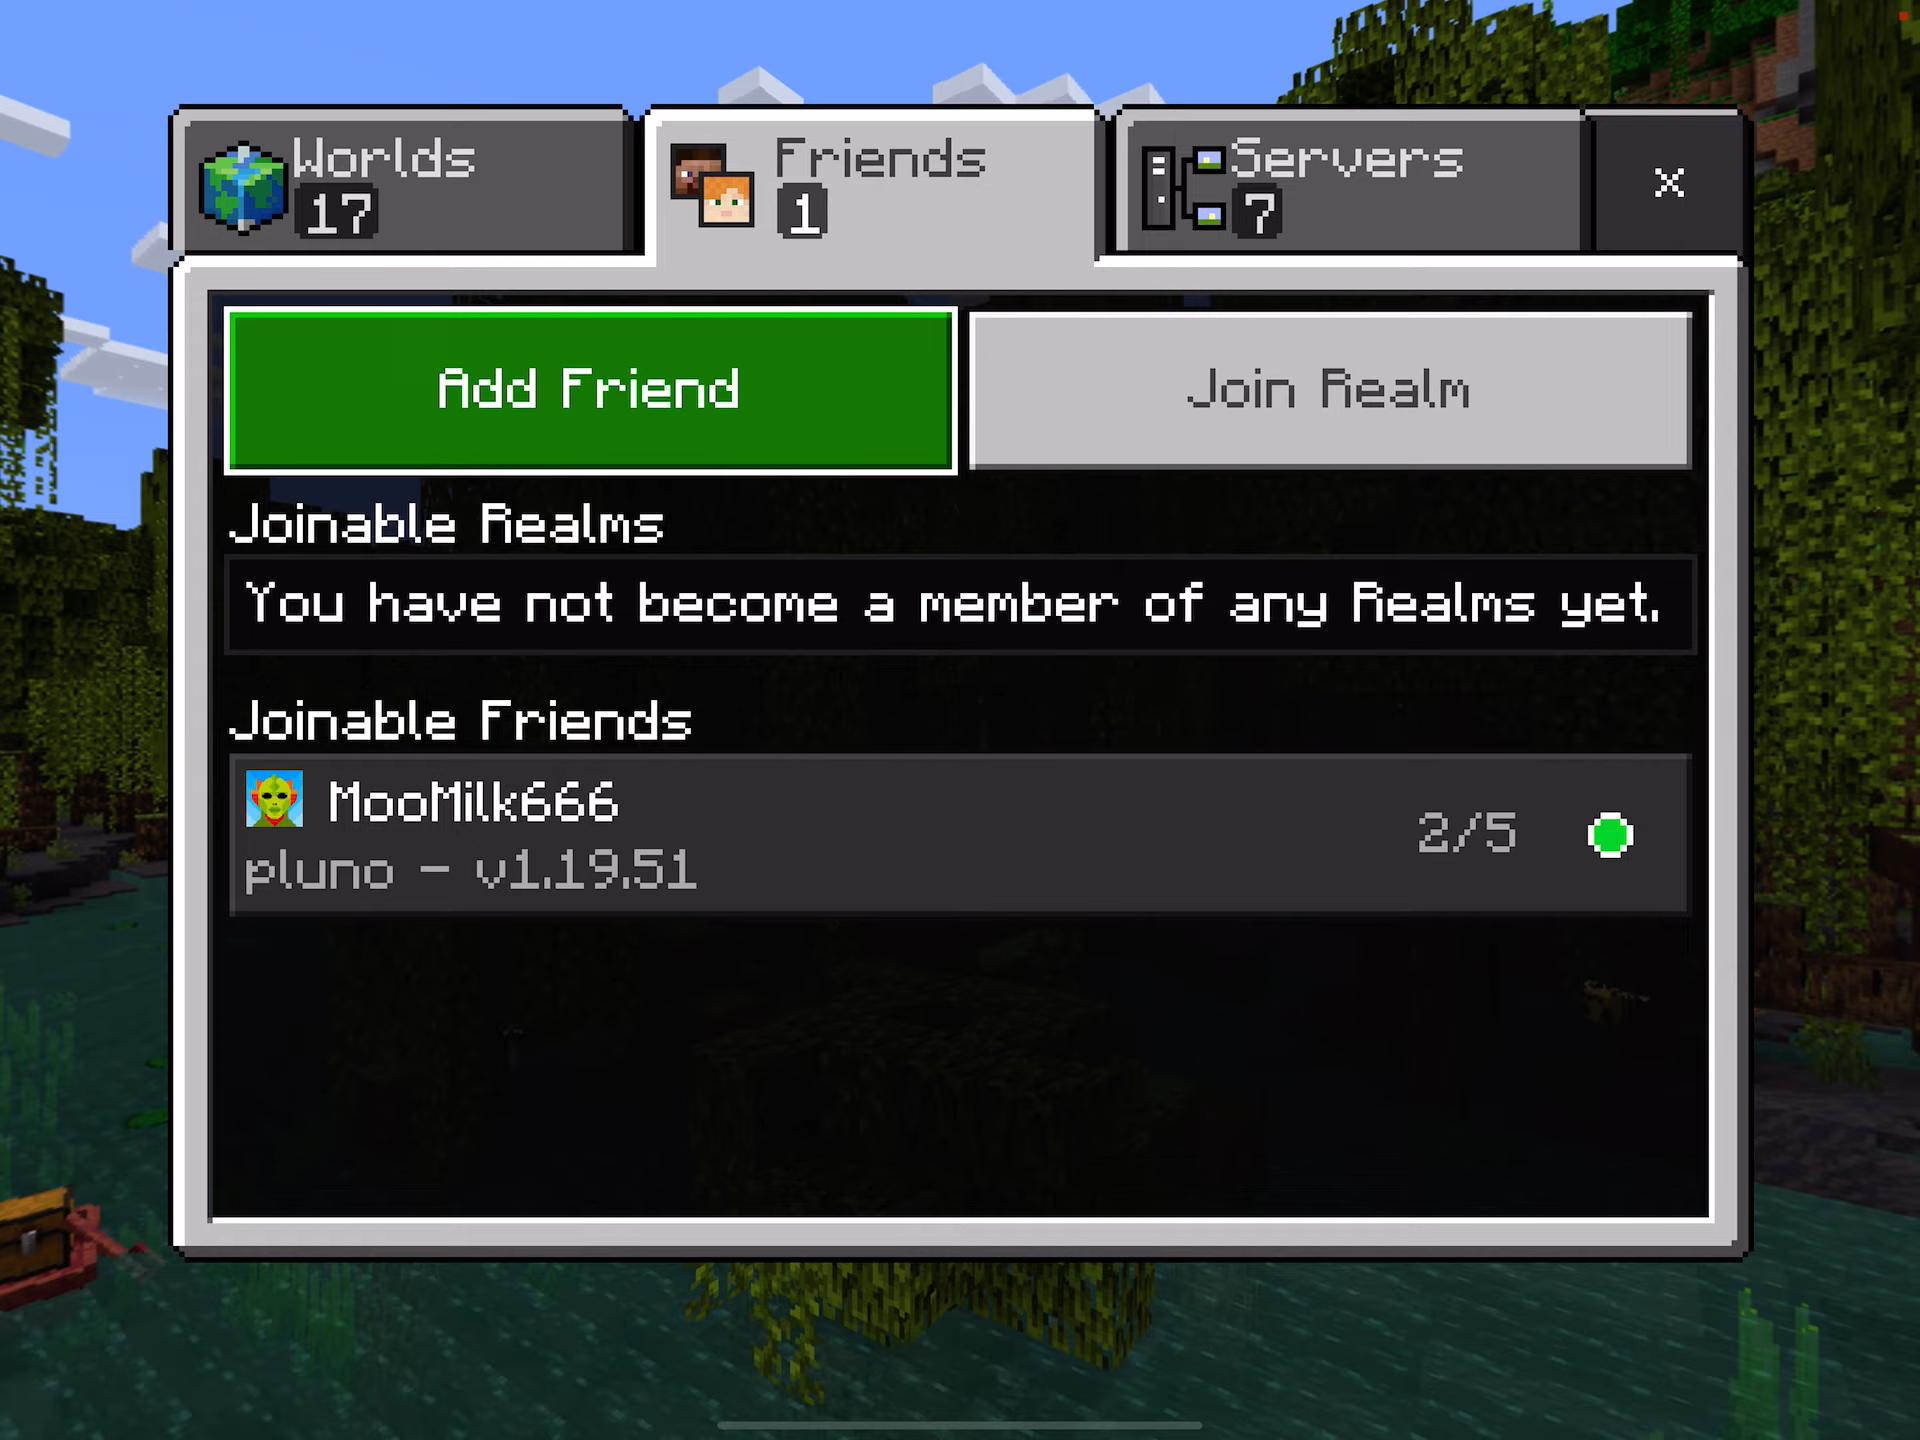 Worlds
17
Friends
1
Servers
7
Add Friend
Join Realm
Joinable Realms
You have not become a member of any Realms yet.
Joinable Friends
MooMilk666
pluno - v1.19.51
2/5